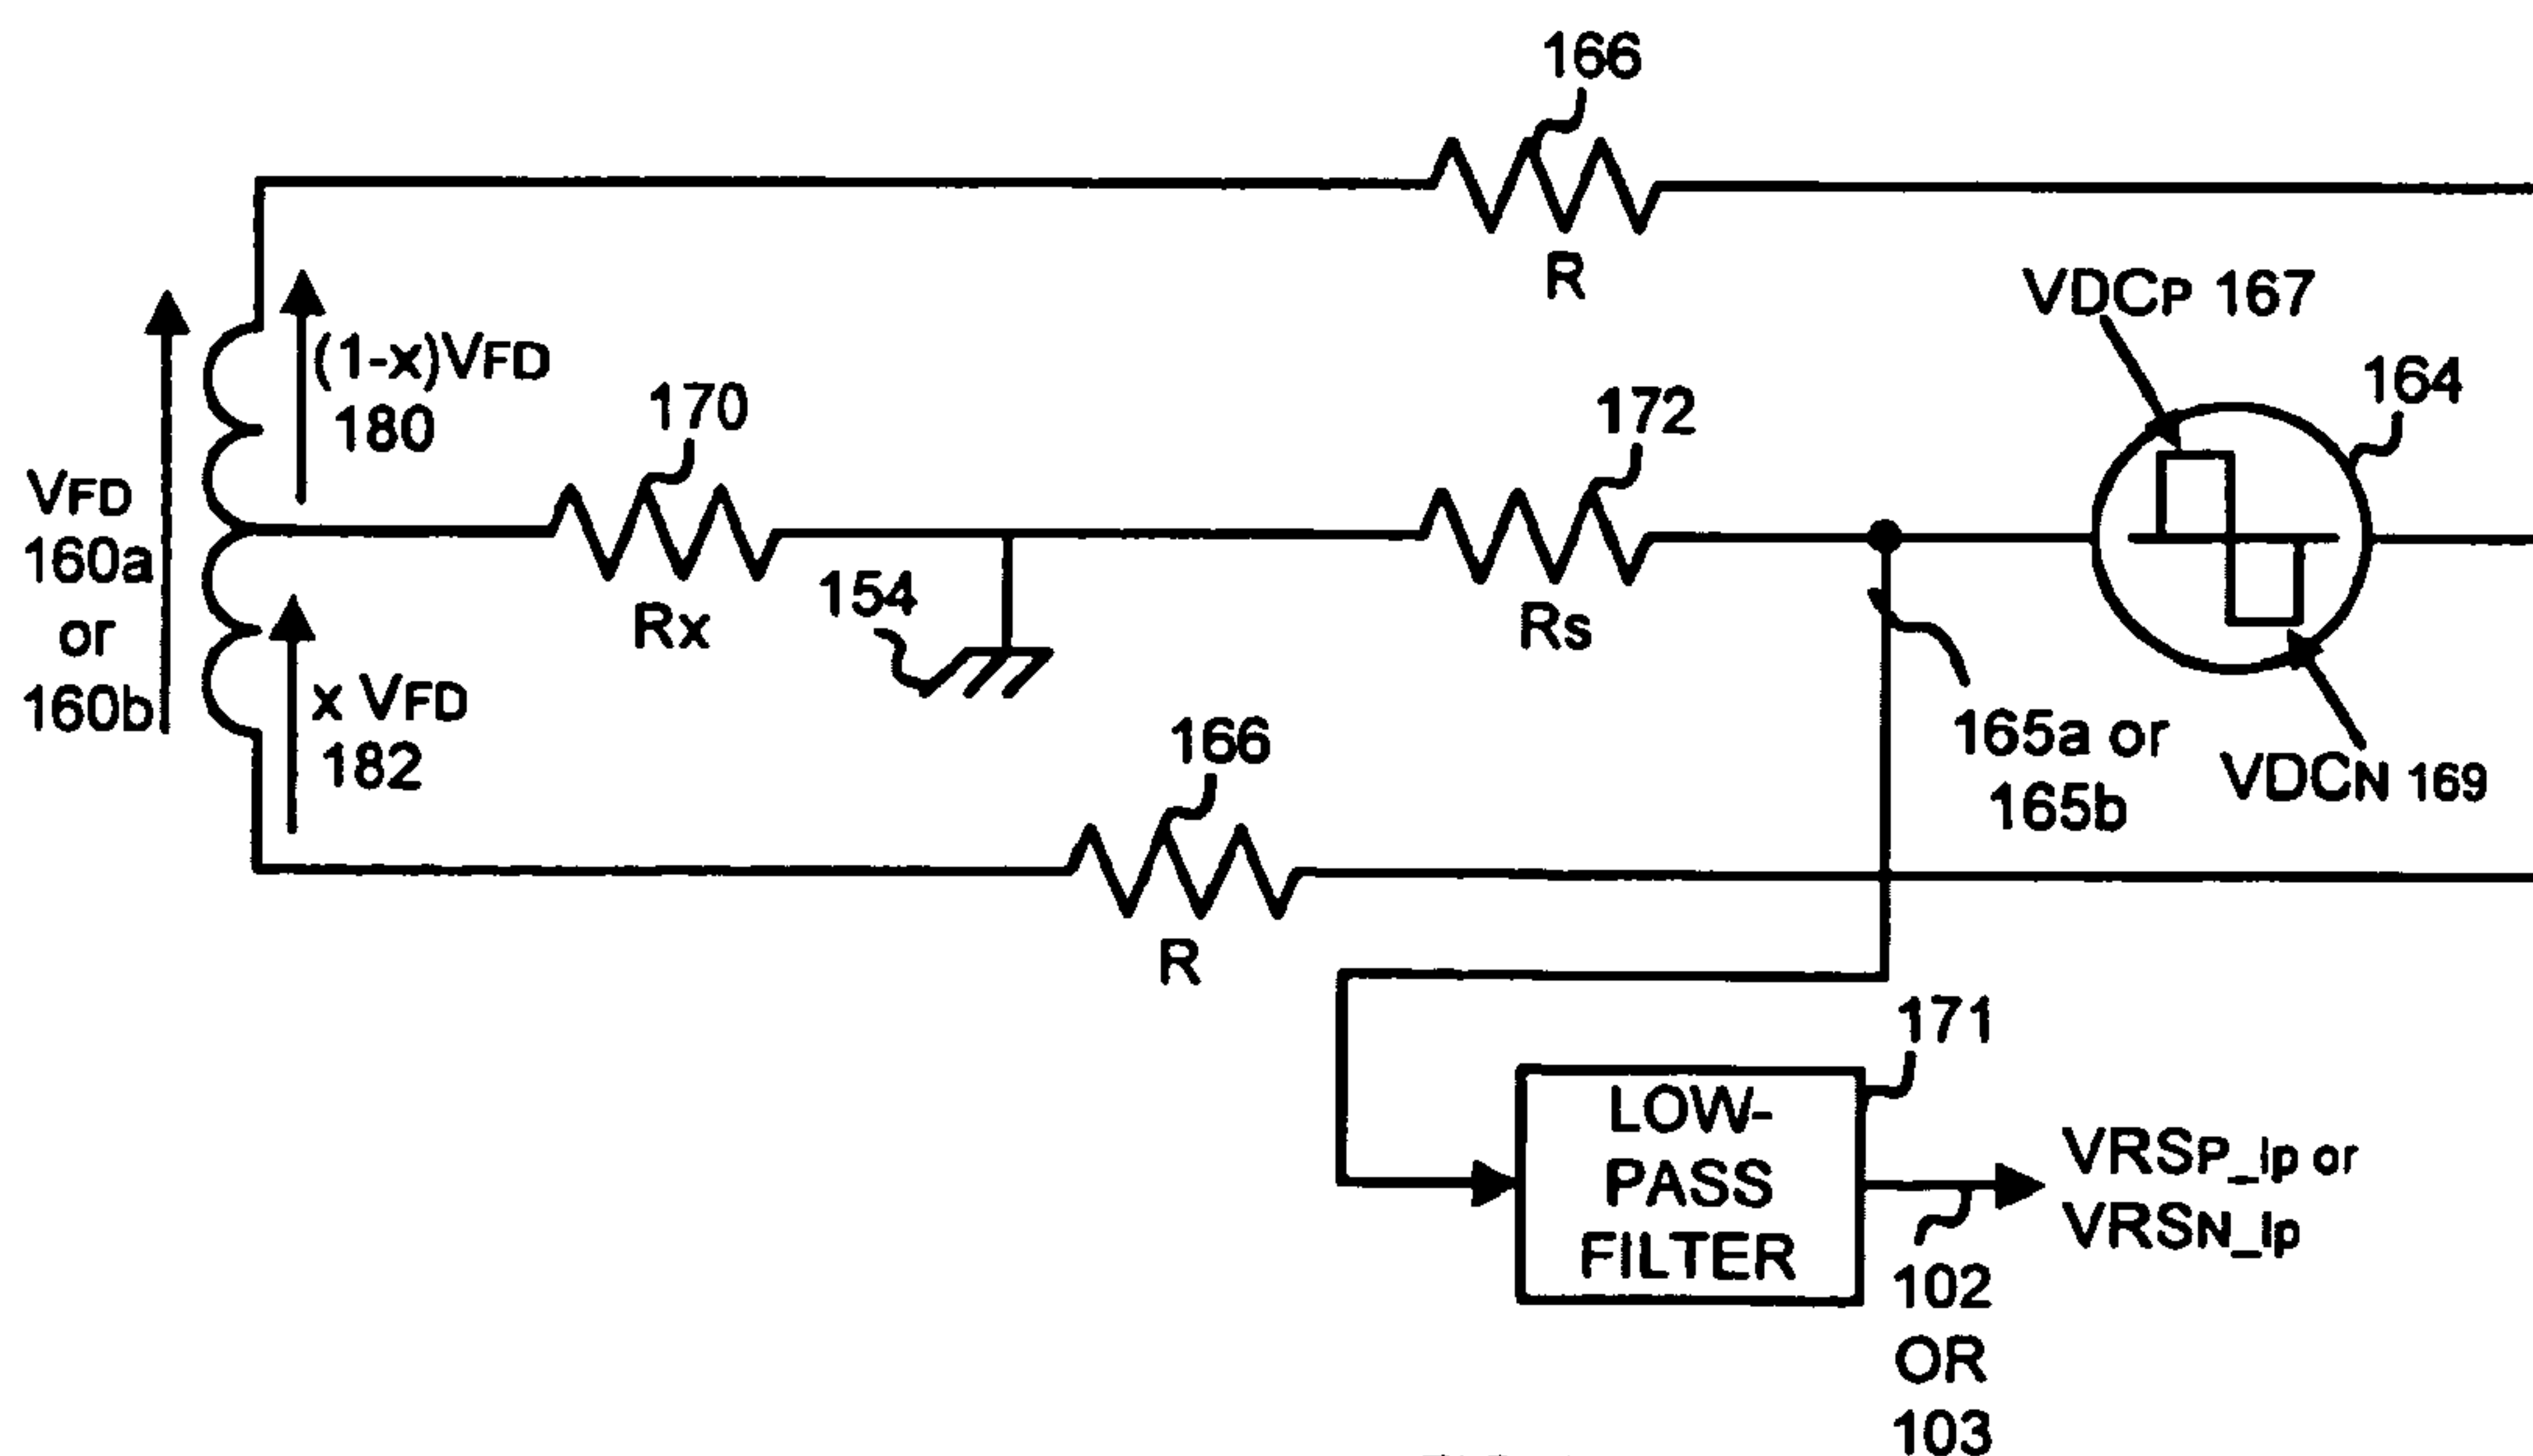 166
R
VDCP 167
164
(1-x)VFD
180
170
172
VFD
160a
or
160b
Rx
154
Rs
x VFD
182
166
165a or
165b
VDCN 169
R
171
LOW-
PASS
FILTER
VRSP_lp or
VRSN_lp
102
OR
103